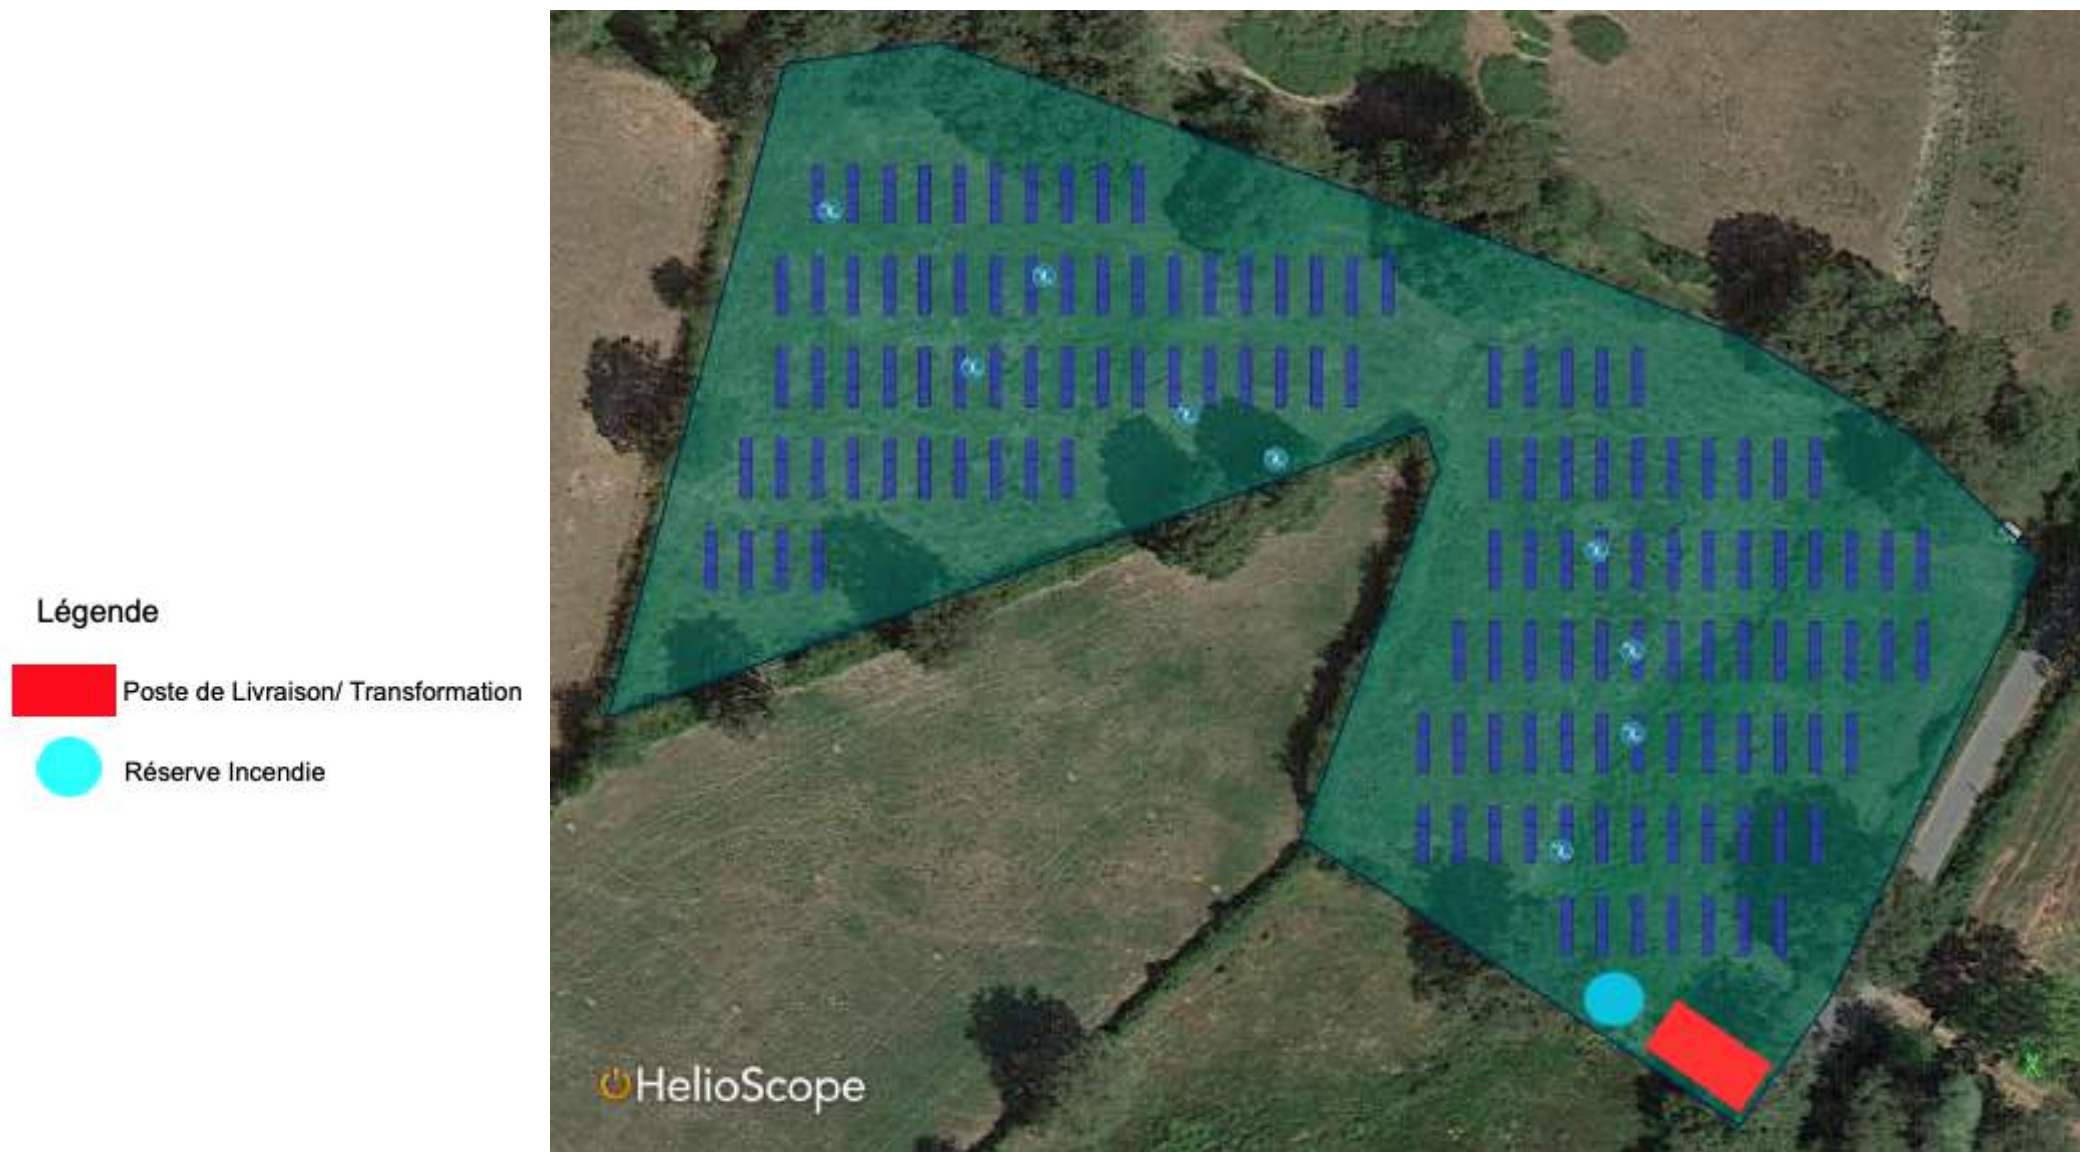 Légende
Poste de Livraison/ Transformation
Réserve Incendie
HelioScope